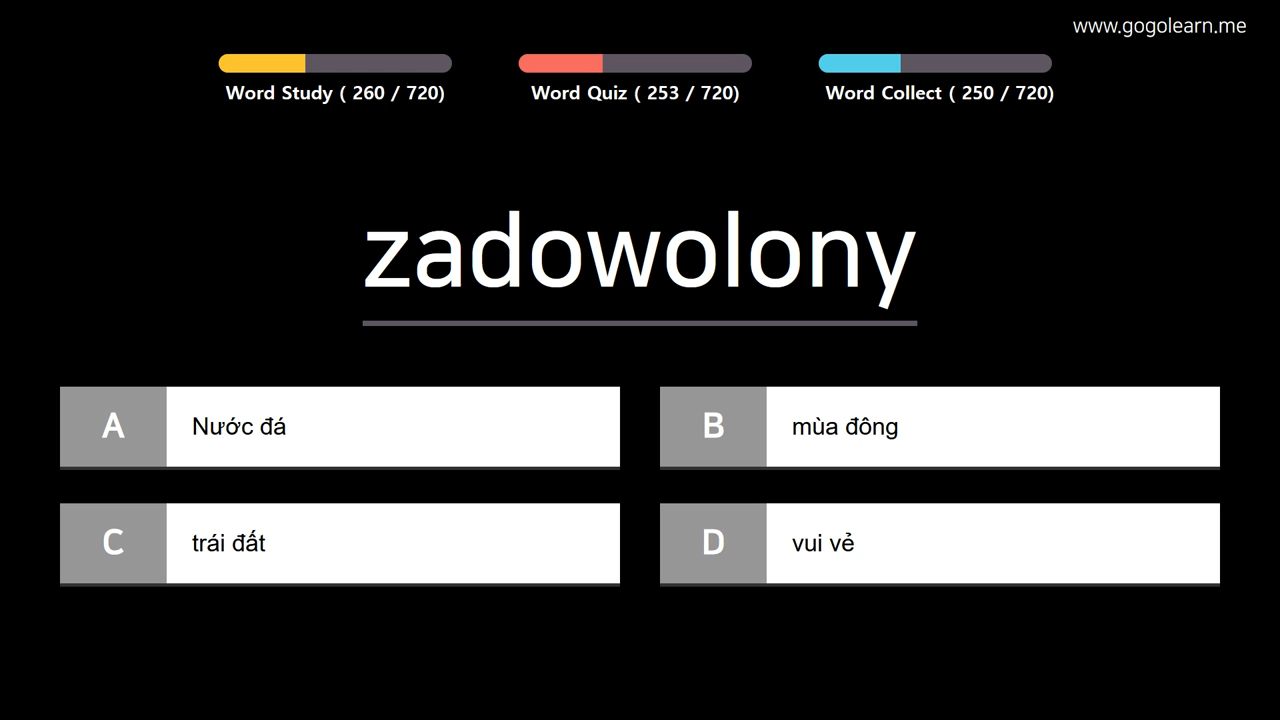 www.gogolearn.me
Word Study ( 260 / 720)
Word Quiz ( 253 / 720)
Word Collect ( 250 / 720)
zadowolony
A
Nước đá
B
mùa đông
C
trái đất
D
vui vẻ